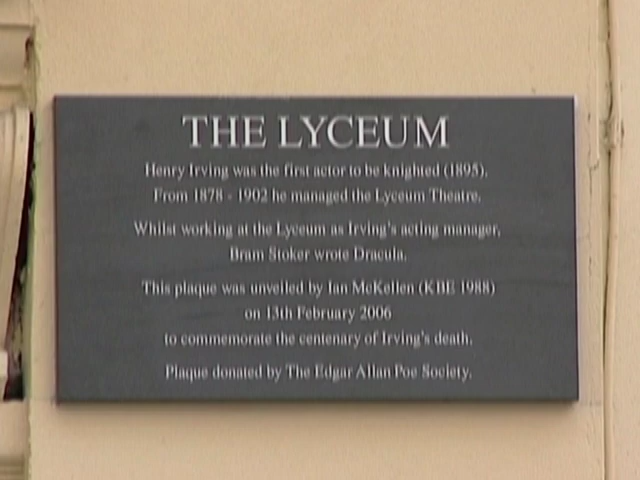 THE LYCEUM
Henry Irving was the first actor to be knighted (1895).
From 1878 - 1902 he managed the Lyceum Theatre.
Whilst working at the Lyceum as Irving's acting manager,
Bram Stoker wrote Dracula.
This plaque was unveiled by Ian McKellen (KBE 1988)
on 13th February 2006
to commemorate the centenary of Irving's death.
Plaque donated by The Edgar Allan Poe Society.